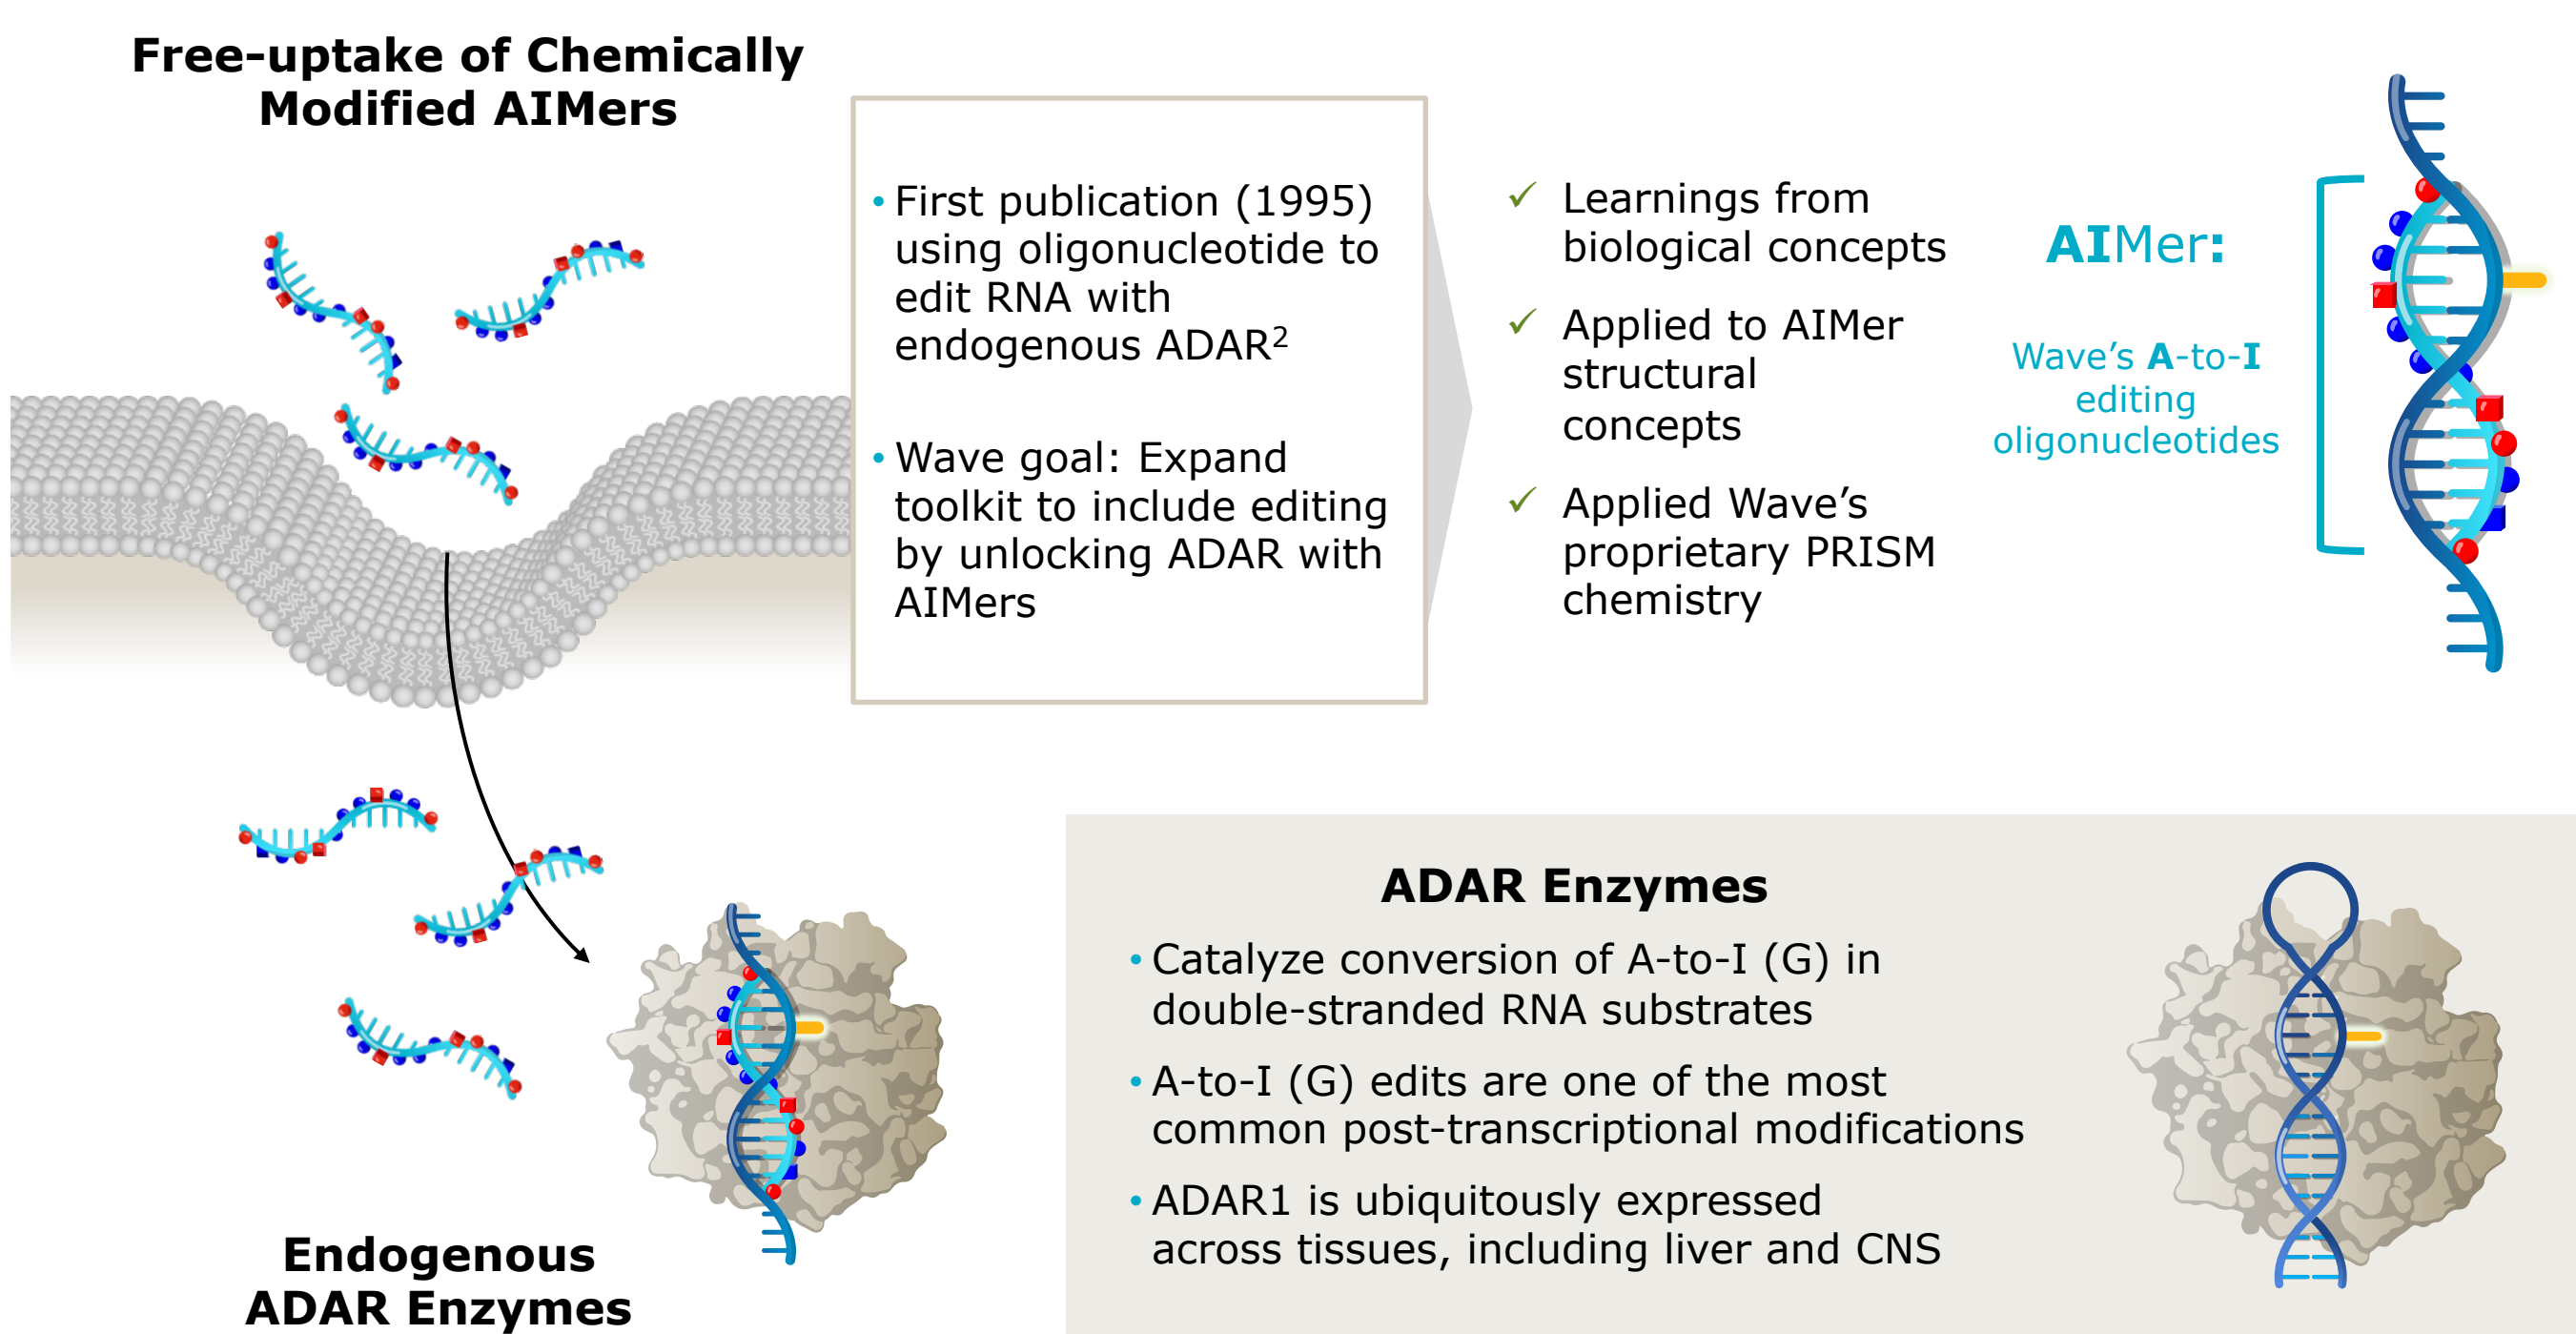 Free-uptake of Chemically
Modified AIMers
• First publication (1995)
using oligonucleotide to
edit RNA with
endogenous ADAR²
• Wave goal: Expand
toolkit to include editing
by unlocking ADAR with
AIMers
✓ Learnings from
biological concepts
✓ Applied to AIMer
structural
concepts
✓ Applied Wave’s
proprietary PRISM
chemistry
AIMer:
Wave’s A-to-I
editing
oligonucleotides
Endogenous
ADAR Enzymes
ADAR Enzymes
• Catalyze conversion of A-to-I (G) in
double-stranded RNA substrates
• A-to-I (G) edits are one of the most
common post-transcriptional modifications
• ADAR1 is ubiquitously expressed
across tissues, including liver and CNS